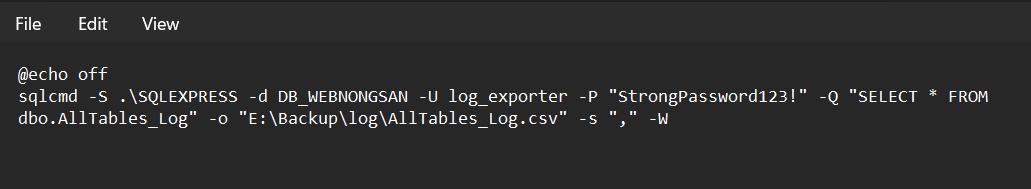 File Edit View
@echo off
sqlcmd -S .\SQLEXPRESS -d DB_WEBNONGSAN -U log_exporter -P "StrongPassword123!" -Q "SELECT * FROM
dbo.AllTables_Log" -o "E:\Backup\log\AllTables_Log.csv" -s "," -W